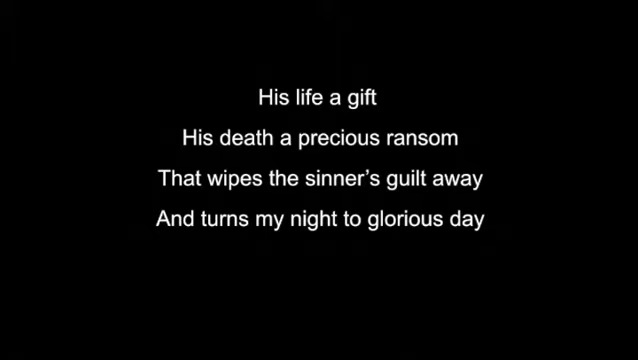 His life a gift
His death a precious ransom
That wipes the sinner’s guilt away
And turns my night to glorious day